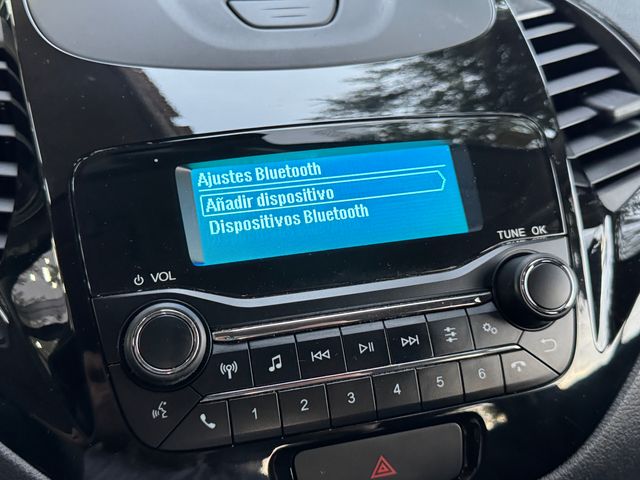 Ajustes Bluetooth
Añadir dispositivo
Dispositivos Bluetooth
TUNE OK
VOL
1 2 3 4 5 6